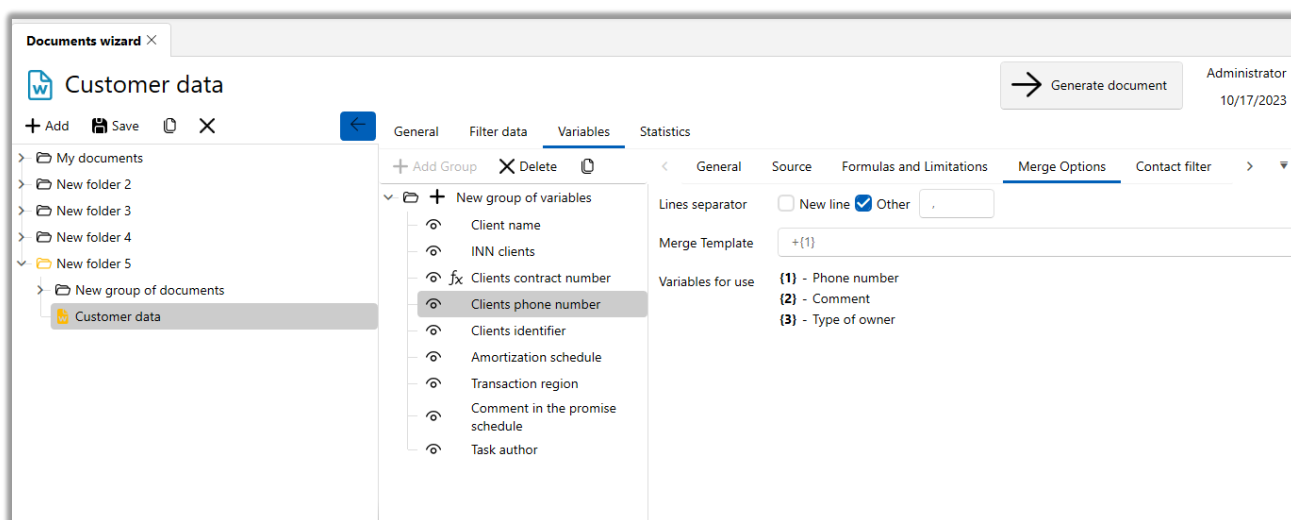 Documents wizard
Customer data
Generate document
Administrator
10/17/2023
Add Save
General Filter data Variables Statistics
My documents
New folder 2
New folder 3
New folder 4
New folder 5
New group of documents
Customer data
Add Group Delete
New group of variables
Client name
INN clients
fx Clients contract number
Clients phone number
Clients identifier
Amortization schedule
Transaction region
Comment in the promise
schedule
Task author
General Source Formulas and Limitations Merge Options Contact filter
Lines separator New line Other ,
Merge Template +{1}
Variables for use {1} - Phone number
{2} - Comment
{3} - Type of owner